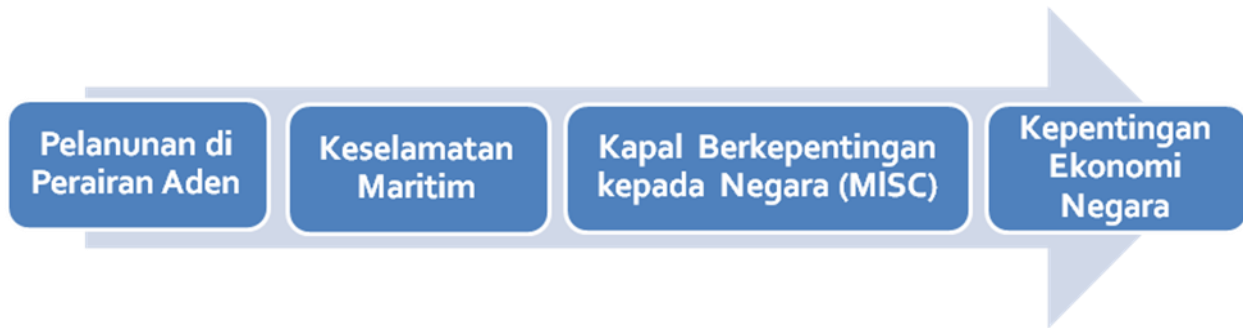 Pelanunan di
Perairan Aden
Keselamatan
Maritim
Kapal Berkepentingan
kepada Negara (MISC)
Kepentingan
Ekonomi
Negara